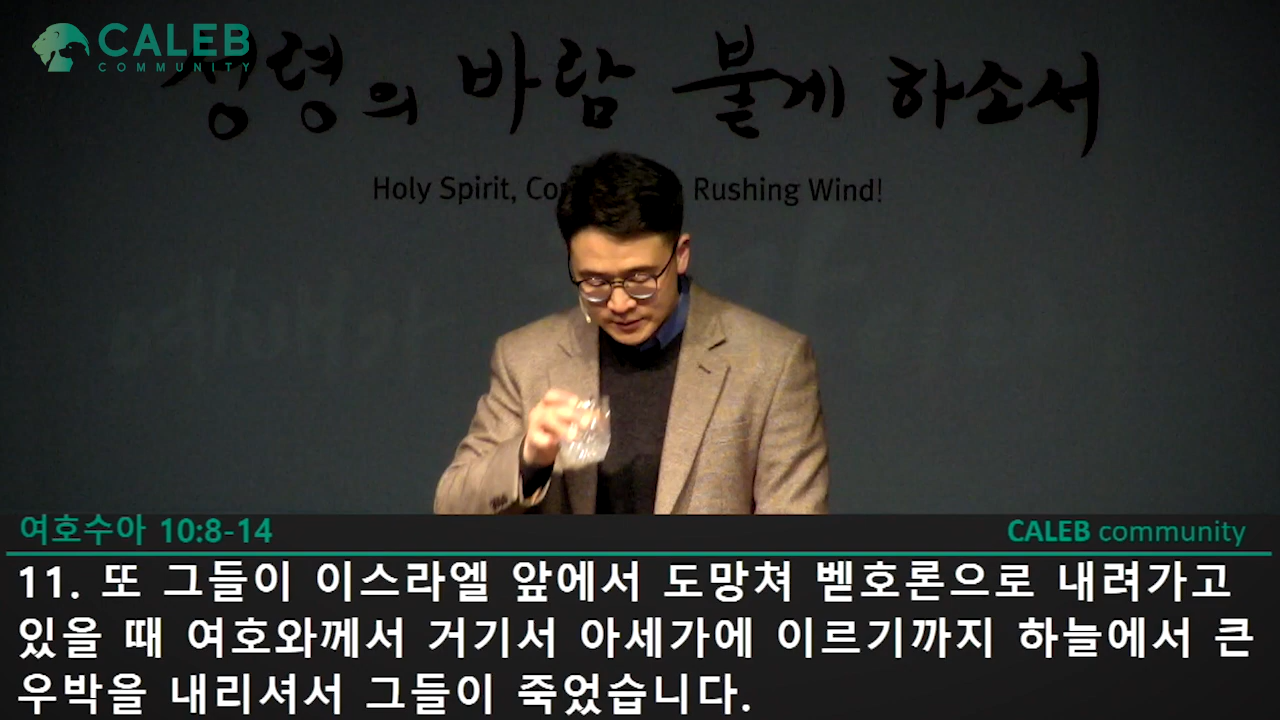 CALEB
COMMUNITY
성령의 바람 불게 하소서
Holy Spirit, Rushing Wind!
여호수아 10:8-14
CALEB community
11. 또 그들이 이스라엘 앞에서 도망쳐 벧호론으로 내려가고
있을 때 여호와께서 거기서 아세가에 이르기까지 하늘에서 큰
우박을 내리셔서 그들이 죽었습니다.